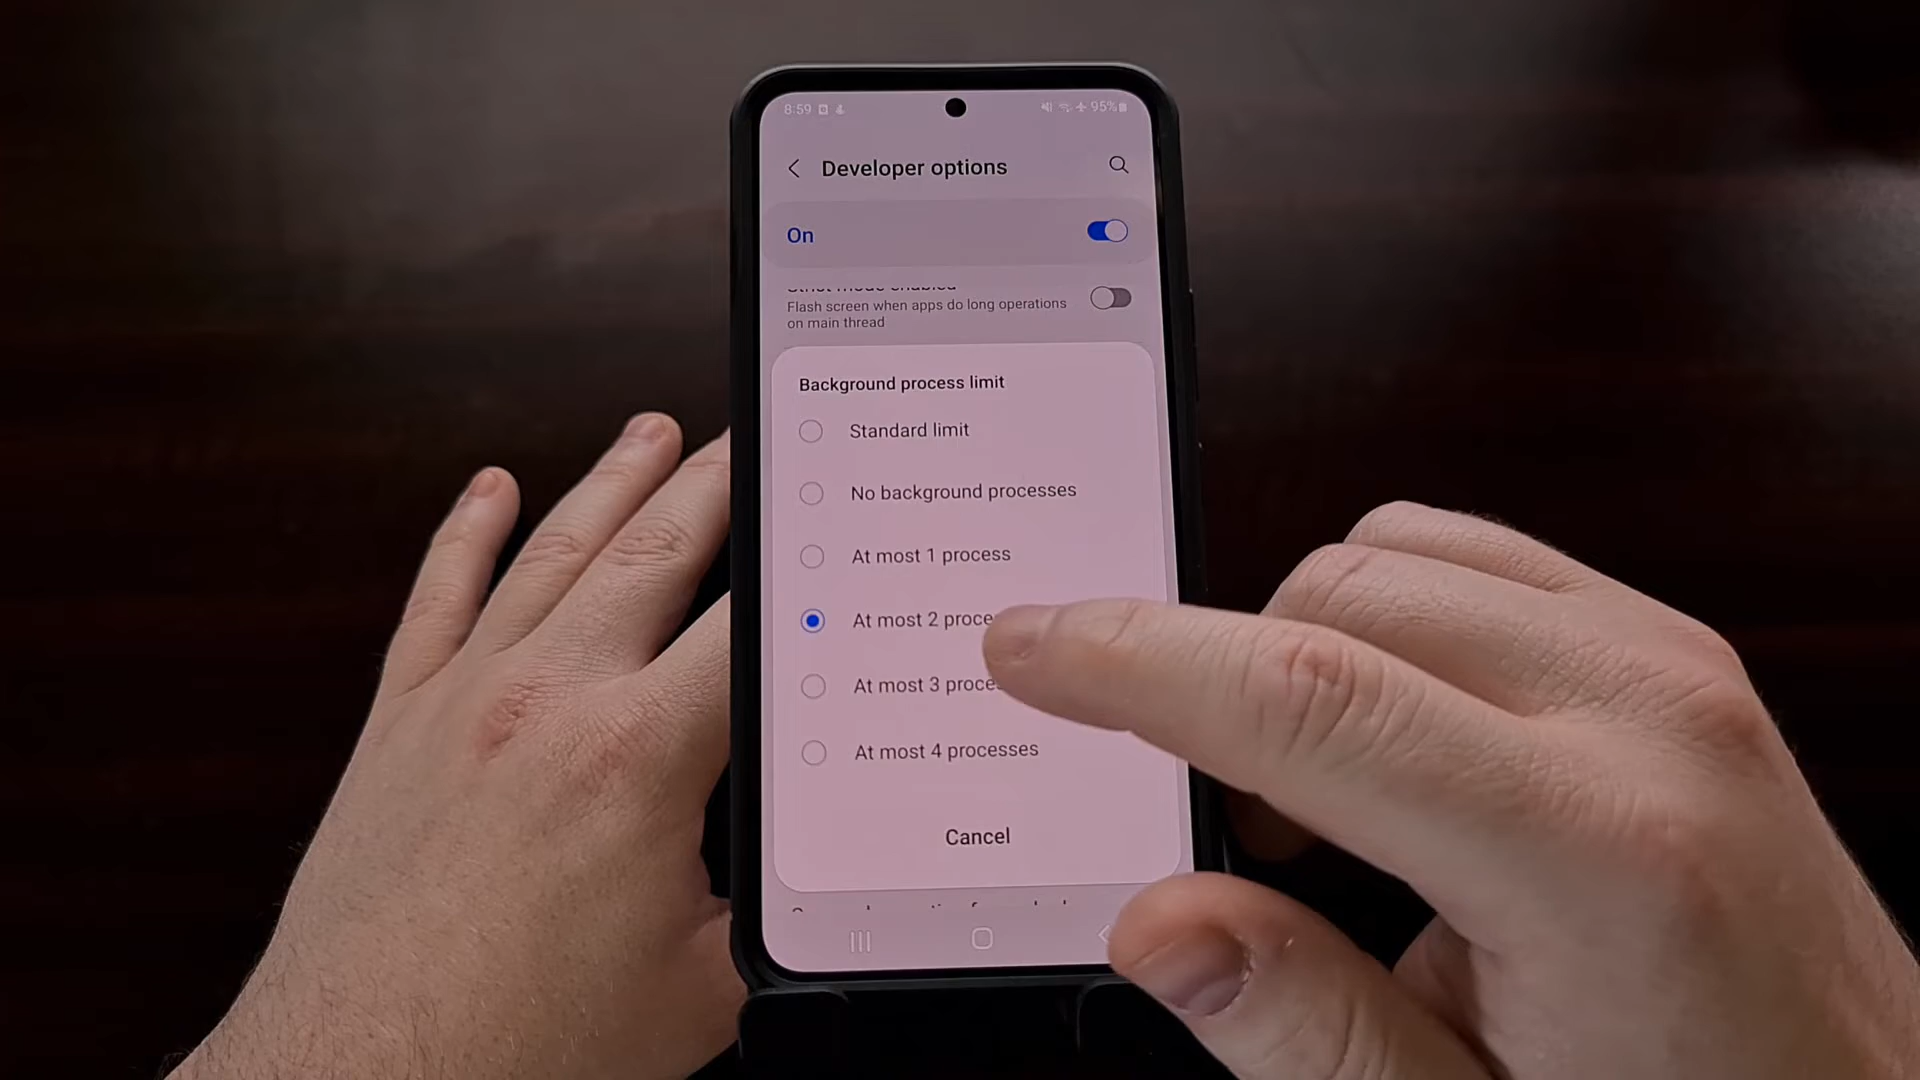 8:59 95%
Developer options
On
Strict mode enabled
Flash screen when apps do long operations
on main thread
Background process limit
Standard limit
No background processes
At most 1 process
At most 2 proce
At most 3 proce
At most 4 processes
Cancel